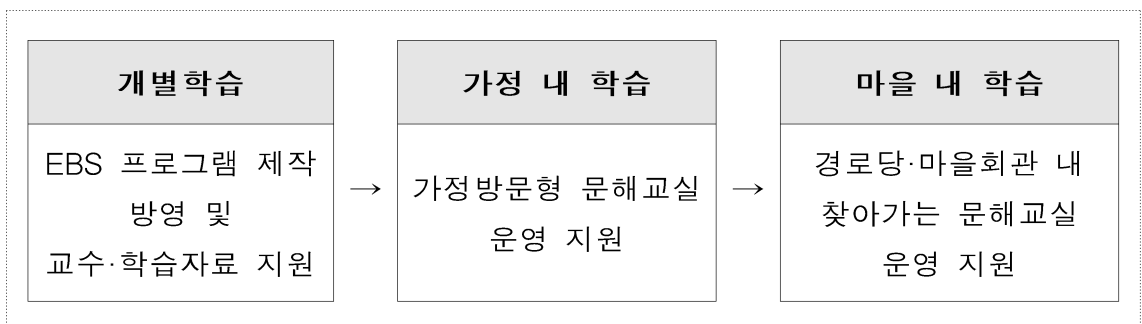 개별학습
EBS 프로그램 제작
방영 및
교수·학습자료 지원
→
가정 내 학습
가정방문형 문해교실
운영 지원
→
마을 내 학습
경로당·마을회관 내
찾아가는 문해교실
운영 지원